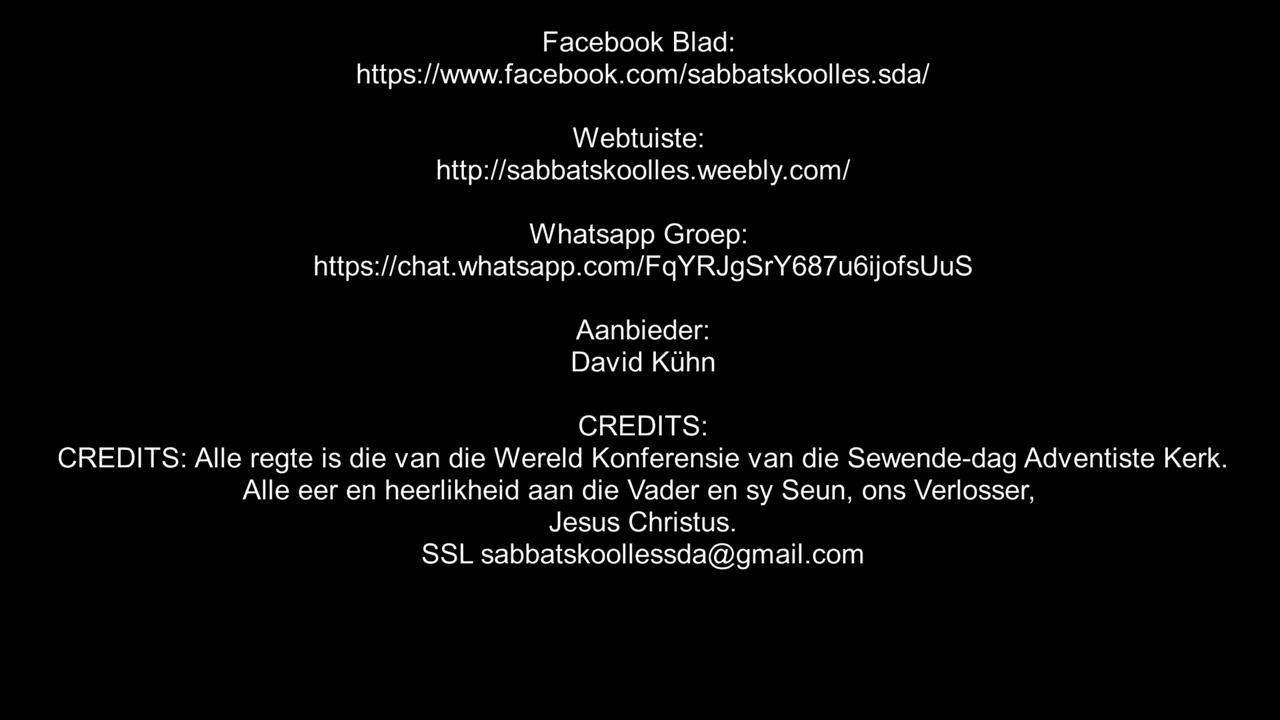 Facebook Blad:
https://www.facebook.com/sabbatskoolles.sda/
Webtuiste:
http://sabbatskoolles.weebly.com/
Whatsapp Groep:
https://chat.whatsapp.com/FqYRJgSrY687u6ijofsUuS
Aanbieder:
David Kühn
CREDITS:
CREDITS: Alle regte is die van die Wereld Konferensie van die Sewende-dag Adventiste Kerk.
Alle eer en heerlikheid aan die Vader en sy Seun, ons Verlosser,
Jesus Christus.
SSL sabbatskoollessda@gmail.com